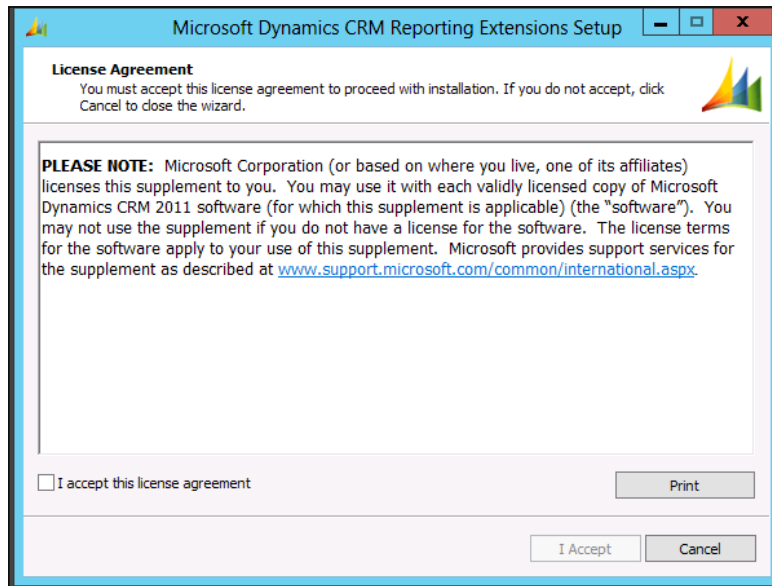 Microsoft Dynamics CRM Reporting Extensions Setup
License Agreement
You must accept this license agreement to proceed with installation. If you do not accept, click
Cancel to close the wizard.
PLEASE NOTE: Microsoft Corporation (or based on where you live, one of its affiliates)
licenses this supplement to you. You may use it with each validly licensed copy of Microsoft
Dynamics CRM 2011 software (for which this supplement is applicable) (the “software”). You
may not use the supplement if you do not have a license for the software. The license terms
for the software apply to your use of this supplement. Microsoft provides support services for
the supplement as described at www.support.microsoft.com/common/international.aspx.
I accept this license agreement
Print
I Accept
Cancel